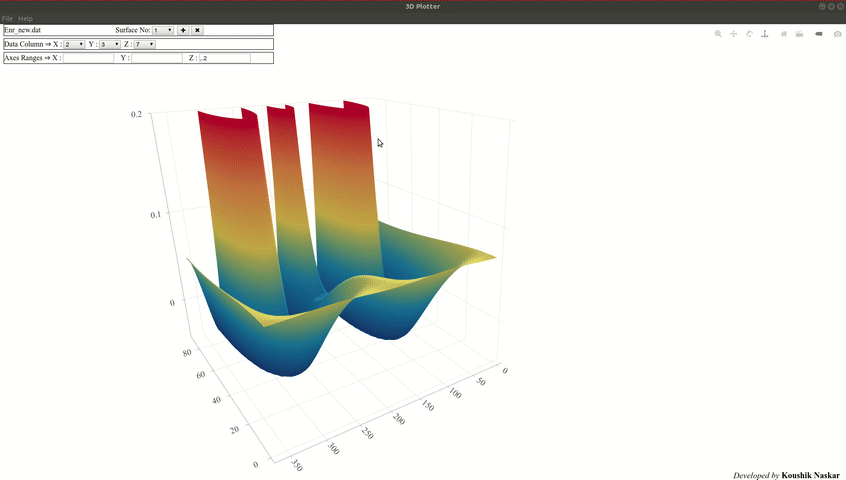 3D Plotter
File Help
Enr_new.dat Surface No: 1
Data Column ⇒ X : 2 Y : 3 Z : 7
Axes Ranges ⇒ X : Y : Z : ,.2
0.2
0.1
0
80
60
40
20
0
350
300
250
200
150
100
50
0
Developed by Koushik Naskar